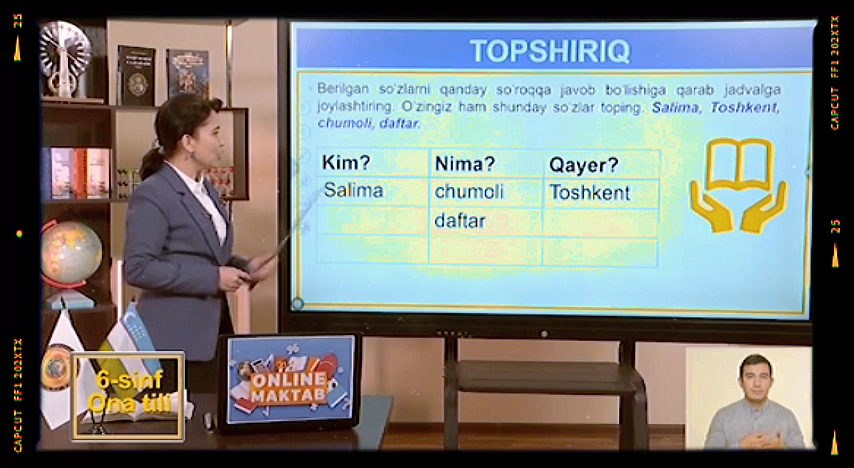 TOPSHIRIQ
Berilgan so'zlarni qanday so'roqqa javob bo'lishiga qarab jadvalga
joylashtiring. O'zingiz ham shunday so'zlar toping. Salima, Toshkent,
chumoli, daftar.
Kim? Nima? Qayer?
Salima chumoli Toshkent
daftar
6-sinf
Ona tili
ONLINE
MAKTAB
25
CAPCUT FF1 202XTX
CAPCUT FF1 202XTX
25